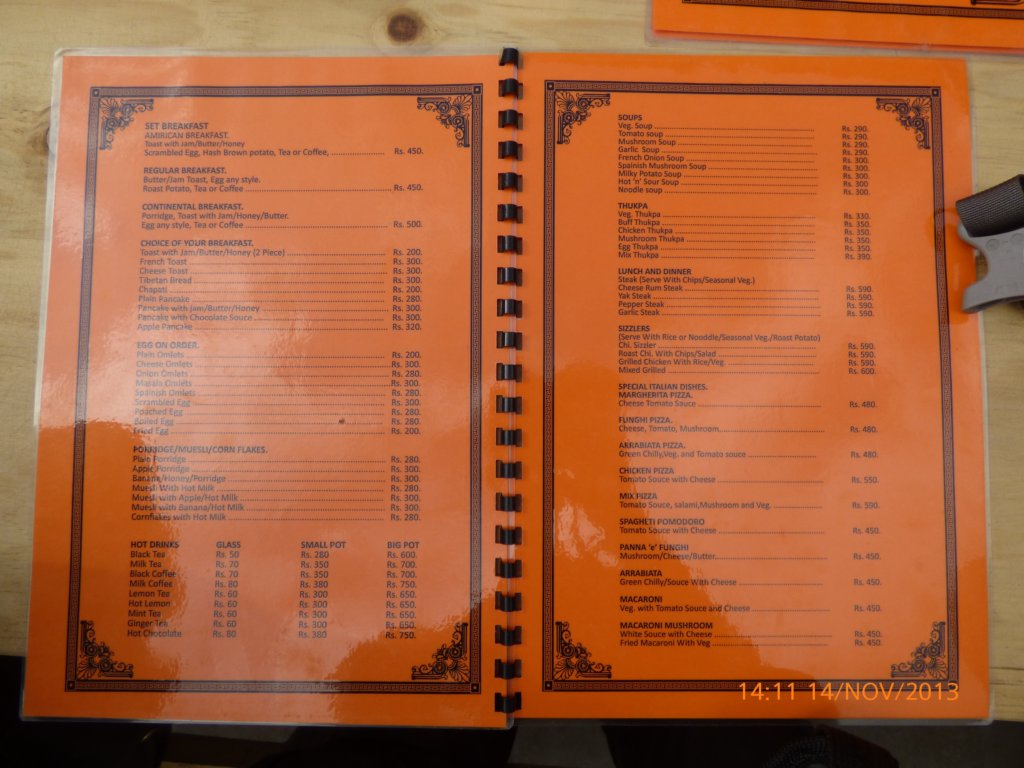 SET BREAKFAST
AMIRICAN BREAKFAST.
Toast with Jam/Butter/Honey
Scrambled Egg, Hash Brown potato, Tea or Coffee, .................... Rs. 450.
REGULAR BREAKFAST.
Butter/Jam Toast, Egg any style.
Roast Potato, Tea or Coffee .................... Rs. 450.
CONTINENTAL BREAKFAST.
Porridge, Toast with Jam/Honey/Butter.
Egg any style, Tea or Coffee .................... Rs. 500.
CHOICE OF YOUR BREAKFAST.
Toast with Jam/Butter/Honey (2 Piece) .................... Rs. 200.
French Toast .................... Rs. 300.
Cheese Toast .................... Rs. 300.
Tibetan Bread .................... Rs. 300.
Chapati .................... Rs. 200.
Plain Pancake .................... Rs. 280.
Pancake with Jam/Butter/Honey .................... Rs. 300.
Pancake with Chocolate Souce .................... Rs. 300.
Apple Pancake .................... Rs. 320.
EGG ON ORDER.
Plain Omlets .................... Rs. 200.
Cheese Omlets .................... Rs. 300.
Onion Omlets .................... Rs. 280.
Masala Omlets .................... Rs. 300.
Spanish Omlets .................... Rs. 280.
Scrambled Egg .................... Rs. 300.
Poached Egg .................... Rs. 280.
Boiled Egg .................... Rs. 280.
Fried Egg .................... Rs. 200.
PORRIDGE/MUESLI/CORN FLAKES.
Plain Porridge .................... Rs. 280.
Apple Porridge .................... Rs. 300.
Banana/Honey/Porridge .................... Rs. 300.
Muesli With Hot Milk .................... Rs. 280.
Muesli with Apple/Hot Milk .................... Rs. 300.
Muesli with Banana/Hot Milk .................... Rs. 300.
Cornflakes with Hot Milk .................... Rs. 280.
HOT DRINKS GLASS SMALL POT BIG POT
Black Tea Rs. 50 Rs. 280 Rs. 600.
Milk Tea Rs. 70 Rs. 350 Rs. 700.
Black Coffee Rs. 70 Rs. 350 Rs. 700.
Milk Coffee Rs. 80 Rs. 380 Rs. 750.
Lemon Tea Rs. 60 Rs. 300 Rs. 650.
Hot Lemon Rs. 60 Rs. 300 Rs. 650.
Mint Tea Rs. 60 Rs. 300 Rs. 650.
Ginger Tea Rs. 60 Rs. 300 Rs. 650.
Hot Chocolate Rs. 80 Rs. 380 Rs. 750.
SOUPS
Veg. Soup .................... Rs. 290.
Tomato soup .................... Rs. 290.
Mushroom Soup .................... Rs. 290.
Garlic Soup .................... Rs. 290.
French Onion Soup .................... Rs. 300.
Spainish Mushroom Soup .................... Rs. 300.
Milky Potato Soup .................... Rs. 300.
Hot 'n' Sour Soup .................... Rs. 300
Noodle soup .................... Rs. 300.
THUKPA
Veg. Thukpa .................... Rs. 330.
Buff Thukpa .................... Rs. 350.
Chicken Thukpa .................... Rs. 350.
Mushroom Thukpa .................... Rs. 350.
Egg Thukpa .................... Rs. 350.
Mix Thukpa .................... Rs. 390.
LUNCH AND DINNER
Steak (Serve With Chips/Seasonal Veg.)
Cheese Rum Steak .................... Rs. 590.
Yak Steak .................... Rs. 590.
Pepper Steak .................... Rs. 590.
Garlic Steak .................... Rs. 590.
SIZZLERS
(Serve With Rice or Nooddle/Seasonal Veg./Roast Potato)
Chi. Sizzler .................... Rs. 590.
Roast Chi. With Chips/Salad .................... Rs. 590.
Grilled Chicken With Rice/Veg. .................... Rs. 590.
Mixed Grilled .................... Rs. 600.
SPECIAL ITALIAN DISHES.
MARGHERITA PIZZA.
Cheese Tomato Sauce .................... Rs. 480.
FUNGHI PIZZA.
Cheese, Tomato, Mushroom, .................... Rs. 480.
ARRABIATA PIZZA.
Green Chilly,Veg. and Tomato souce .................... Rs. 480.
CHICKEN PIZZA
Tomato Souce with Cheese .................... Rs. 550.
MIX PIZZA
Tomato Souce, salami,Mushroom and Veg. .................... Rs. 590.
SPAGHETI POMODORO
Tomato Souce with Cheese .................... Rs. 450.
PANNA 'e' FUNGHI
Mushroom/Cheese/Butter .................... Rs. 450.
ARRABIATA
Green Chilly/Souce With Cheese .................... Rs. 450.
MACARONI
Veg. with Tomato Souce and Cheese .................... Rs. 450.
MACARONI MUSHROOM
White Souce with Cheese .................... Rs. 450.
Fried Macaroni With Veg .................... Rs. 450.
14:11 14/NOV/2013